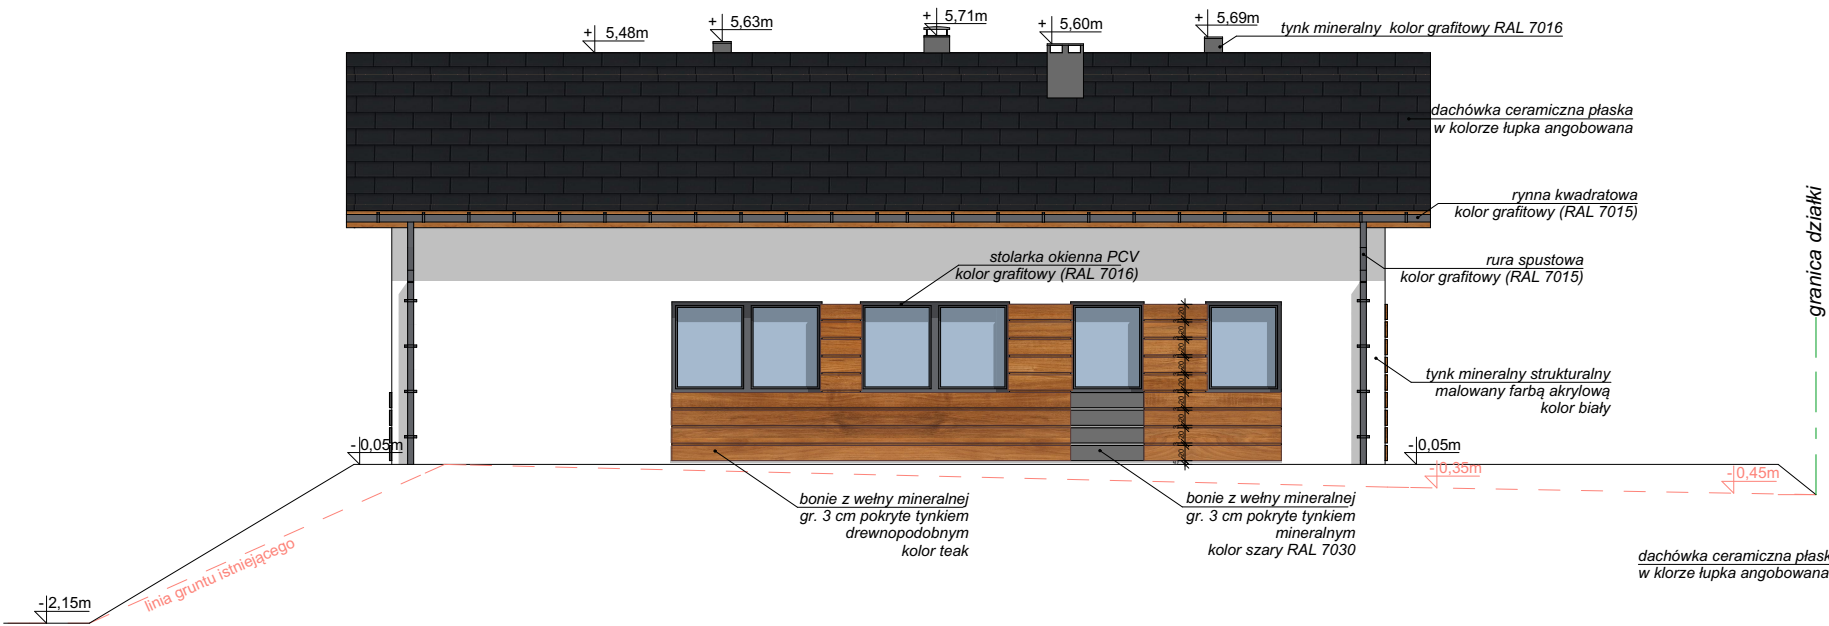 + 5,48m
+ 5,63m
+ 5,71m
+ 5,60m
+ 5,69m
tynk mineralny kolor grafitowy RAL 7016
dachówka ceramiczna płaska
w kolorze łupka angobowana
rynna kwadratowa
kolor grafitowy (RAL 7015)
granica działki
stolarka okienna PCV
kolor grafitowy (RAL 7016)
rura spustowa
kolor grafitowy (RAL 7015)
tynk mineralny strukturalny
malowany farbą akrylową
kolor biały
- 0,05m
- 0,05m
- 0,35m
- 0,45m
bonie z wełny mineralnej
gr. 3 cm pokryte tynkiem
drewnopodobnym
kolor teak
bonie z wełny mineralnej
gr. 3 cm pokryte tynkiem
mineralnym
kolor szary RAL 7030
linia gruntu istniejącego
- 2,15m
dachówka ceramiczna płask
w klorze łupka angobowana